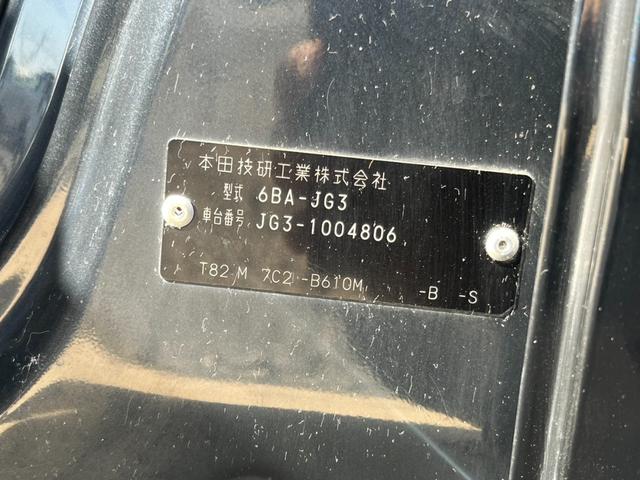 本田技研工業株式会社
型式 6BA-JG3
車台番号 JG3-1004806
T82 M 7C2 -B610M -B -S